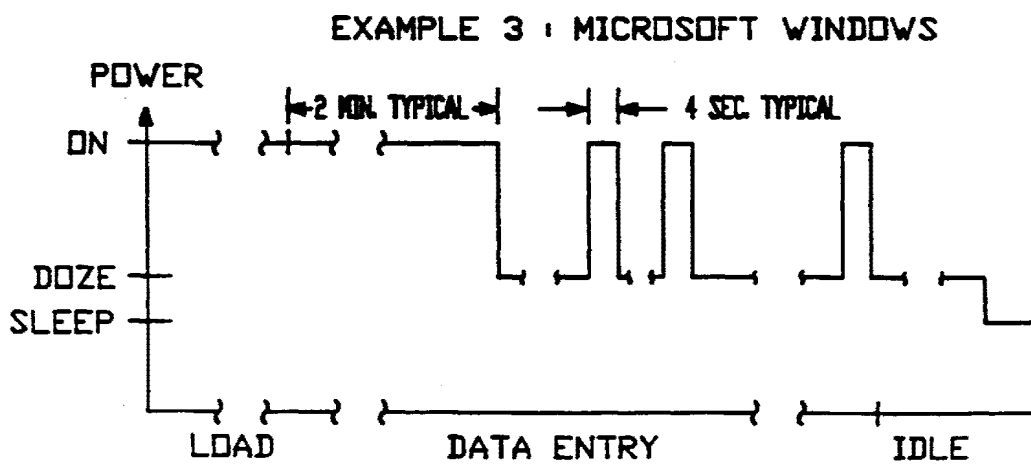 EXAMPLE 3 : MICROSOFT WINDOWS
POWER
2 MIN. TYPICAL
4 SEC. TYPICAL
ON
DOZE
SLEEP
LOAD
DATA ENTRY
IDLE